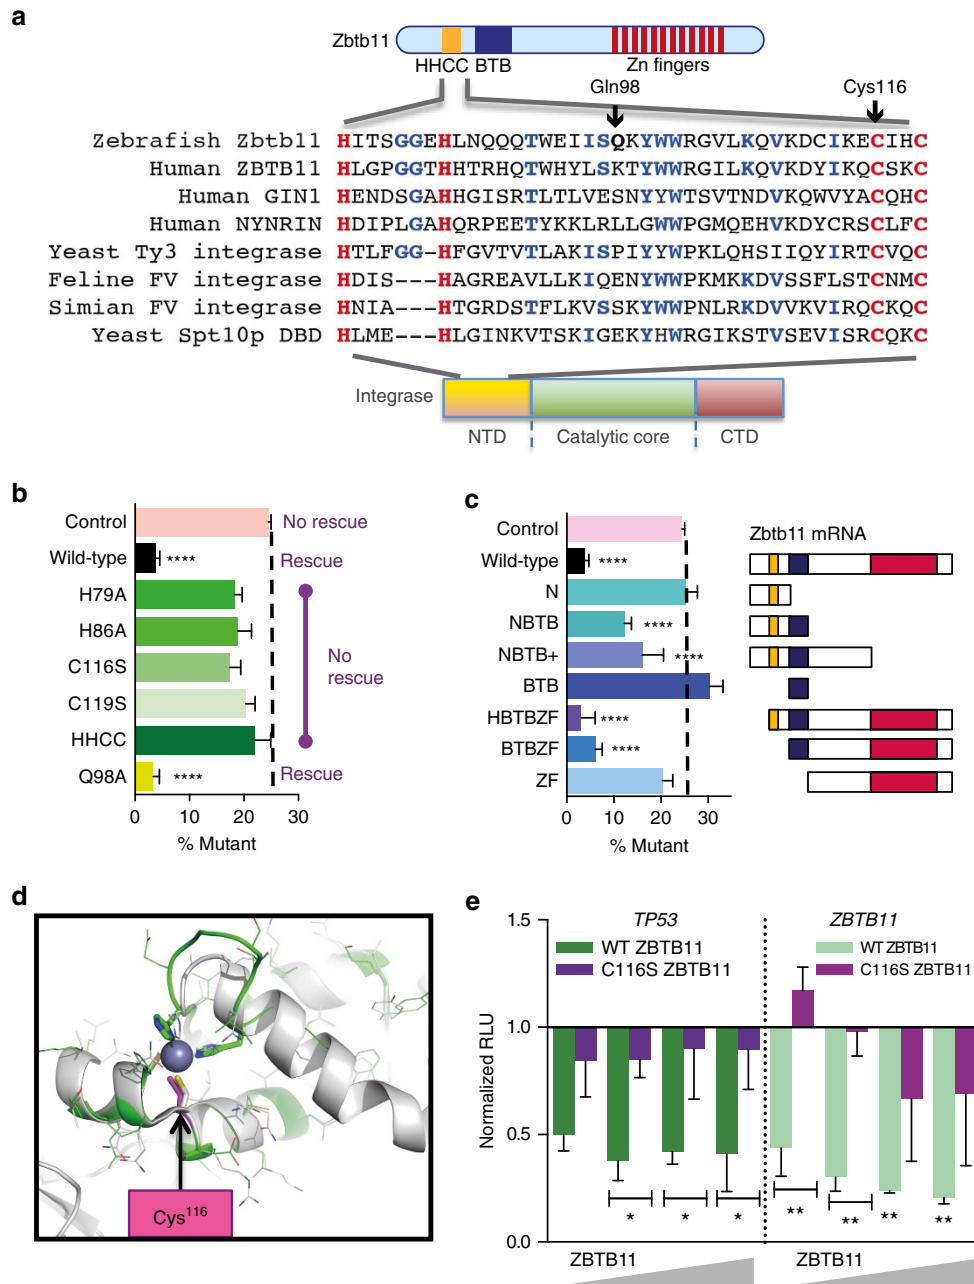 a
Zbtb11
HHCC BTB Zn fingers
Gln98 Cys116
Zebrafish Zbtb11 HITSGGEHLNQQQTWEIISQKYWWRGVLKQVKDCIKECIHC
Human ZBTB11 HLGPGGTHHTRHQTWHYLSKTYWWRGILKQVKDYIKQCSKC
Human GIN1 HENDSGAHHGISRTLTLVESNYYWTSVTNDVKQWVYACQHC
Human NYNRIN HDIPLGAHQRPEETYKKLRLLGWWPGMQEHVKDYCRSCLFC
Yeast Ty3 integrase HTLFGG-HFGVTVTLAKISPIYYWPKLQHSIIQYIRTCVQC
Feline FV integrase HDIS---HAGREAVLLKIQENYWWPKMKKDVSSFLSTCNMC
Simian FV integrase HNIA---HTGRDSTFLKVSSKYWWPNLRKDVVKVIRQCKQC
Yeast Spt10p DBD HLME---HLGINKVTSKIGEKYHWRGIKSTVSEVISRCQKC
Integrase
NTD Catalytic core CTD
b
Control No rescue
Wild-type **** Rescue
H79A
H86A
No
rescue
C116S
C119S
HHCC
Q98A **** Rescue
0 10 20 30
% Mutant
c
Zbtb11 mRNA
Control
Wild-type ****
N
NBTB ****
NBTB+ ****
BTB
HBTBZF ****
BTBZF ****
ZF
0 10 20 30
% Mutant
d
Cys116
e
TP53 ZBTB11
WT ZBTB11 WT ZBTB11
C116S ZBTB11 C116S ZBTB11
1.5
1.0
0.5
0.0
Normalized RLU
* * * ** ** ** **
ZBTB11 ZBTB11